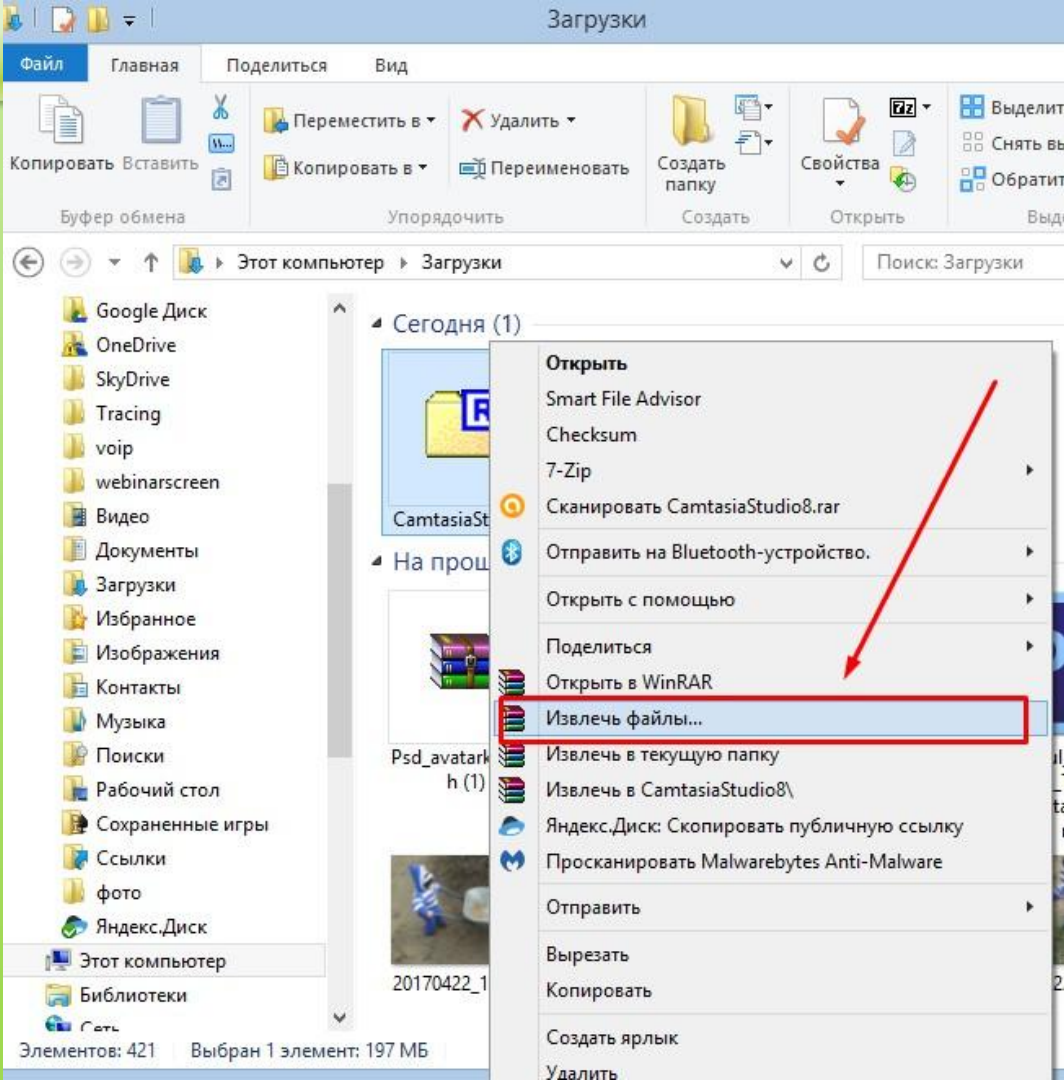 Загрузки
Файл Главная Поделиться Вид
Копировать Вставить
Переместить в
Копировать в
Удалить
Переименовать
Создать
папку
Свойства
Выделит
Снять вы
Обратит
Буфер обмена Упорядочить Создать Открыть Выд
Этот компьютер Загрузки
Поиск: Загрузки
Google Диск
OneDrive
SkyDrive
Tracing
voip
webinarscreen
Видео
Документы
Загрузки
Избранное
Изображения
Контакты
Музыка
Поиски
Рабочий стол
Сохраненные игры
Ссылки
фото
Яндекс.Диск
Этот компьютер
Библиотеки
Сеть
Сегодня (1)
CamtasiaSt
На прош
Psd_avatark
h (1)
20170422_1
Открыть
Smart File Advisor
Checksum
7-Zip
Сканировать CamtasiaStudio8.rar
Отправить на Bluetooth-устройство.
Открыть с помощью
Поделиться
Открыть в WinRAR
Извлечь файлы...
Извлечь в текущую папку
Извлечь в CamtasiaStudio8\
Яндекс.Диск: Скопировать публичную ссылку
Просканировать Malwarebytes Anti-Malware
Отправить
Вырезать
Копировать
Создать ярлык
Удалить
Элементов: 421 Выбран 1 элемент: 197 МБ